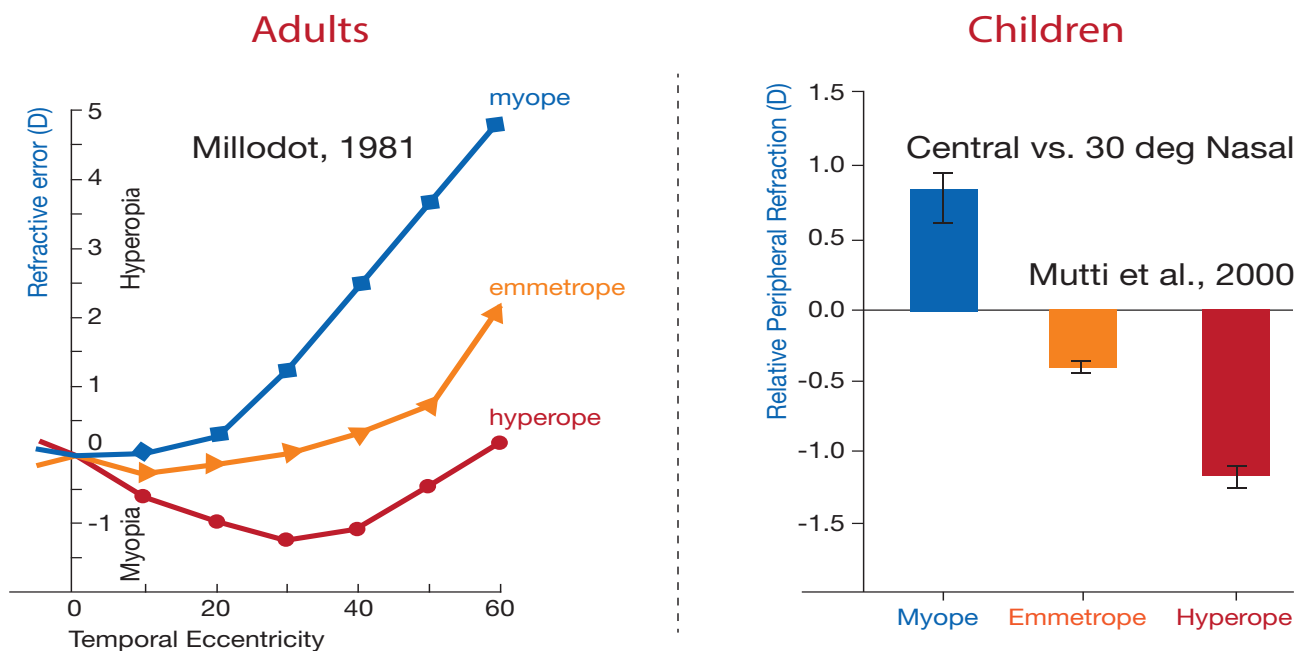 Adults
Refractive error (D)
Hyperopia
Myopia
5
4
3
2
1
0
-1
Millodot, 1981
myope
emmetrope
hyperope
0
20
40
60
Temporal Eccentricity
Children
Relative Peripheral Refraction (D)
1.5
1.0
0.5
0.0
-0.5
-1.0
-1.5
Central vs. 30 deg Nasal
Mutti et al., 2000
Myope
Emmetrope
Hyperope